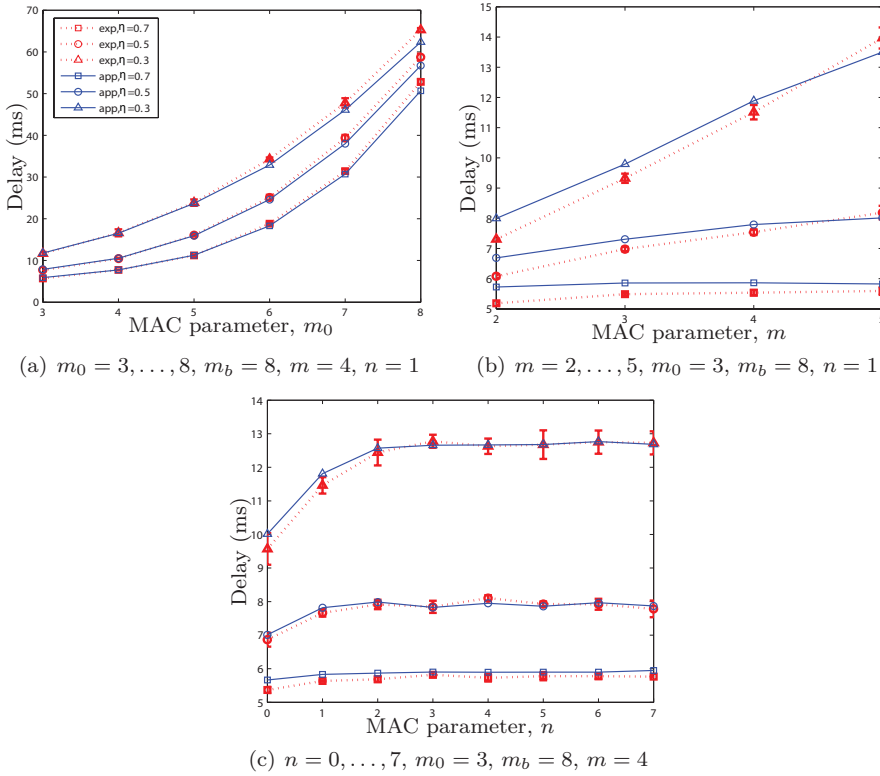 70
60
50
40
30
20
10
0
Delay (ms)
exp,η=0.7
exp,η=0.5
exp,η=0.3
app,η=0.7
app,η=0.5
app,η=0.3
3 4 5 6 7 8
MAC parameter, m₀
(a) m₀ = 3, . . . , 8, m_b = 8, m = 4, n = 1
15
14
13
12
11
10
9
8
7
6
5
Delay (ms)
2 3 4
MAC parameter, m
(b) m = 2, . . . , 5, m₀ = 3, m_b = 8, n = 1
14
13
12
11
10
9
8
7
6
5
Delay (ms)
0 1 2 3 4 5 6 7
MAC parameter, n
(c) n = 0, . . . , 7, m₀ = 3, m_b = 8, m = 4